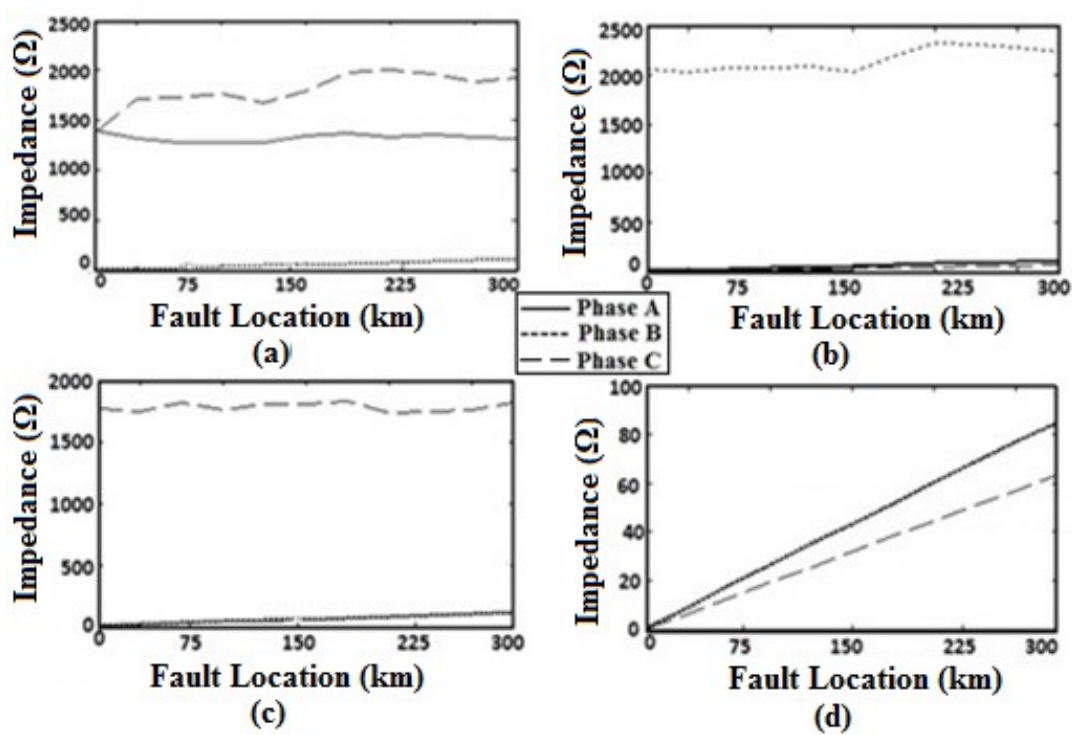 2500
2000
1500
1000
500
0
Impedance (Ω)
0 75 150 225 300
Fault Location (km)
(a)
2500
2000
1500
1000
500
0
Impedance (Ω)
0 75 150 225 300
Fault Location (km)
(b)
Phase A
Phase B
Phase C
2000
1500
1000
500
0
Impedance (Ω)
0 75 150 225 300
Fault Location (km)
(c)
100
80
60
40
20
0
Impedance (Ω)
0 75 150 225 300
Fault Location (km)
(d)